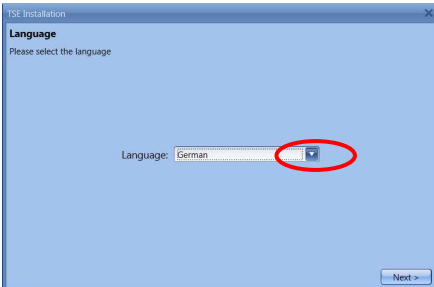 TSE Installation
Language
Please select the language
Language: German
Next >